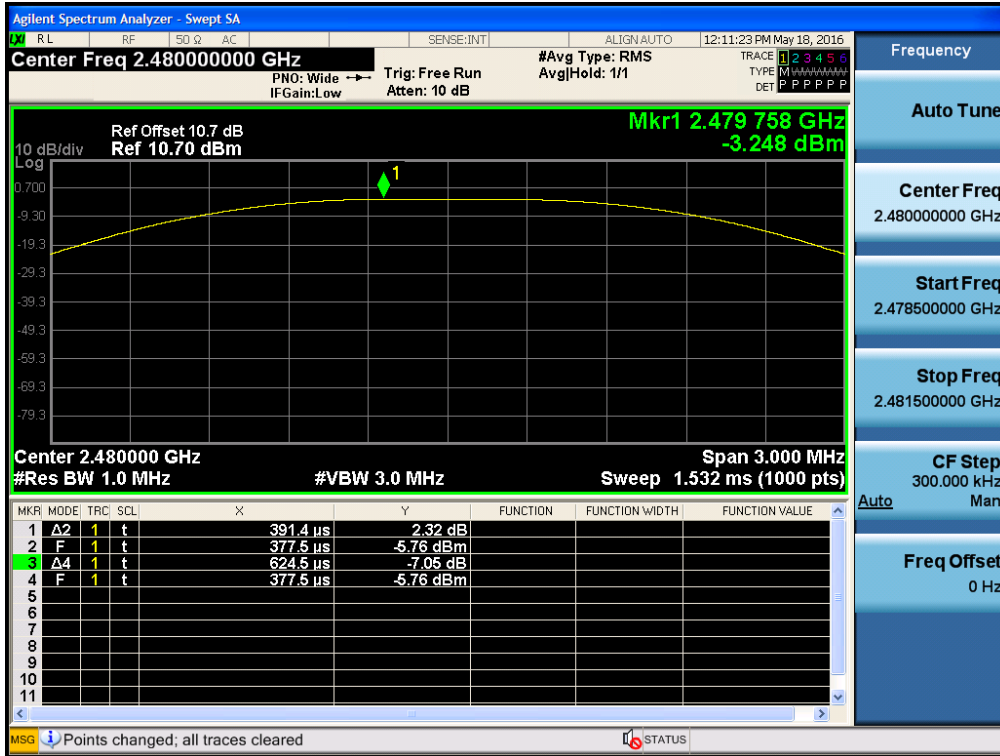 Agilent Spectrum Analyzer - Swept SA
LXI RL RF 50 Ω AC SENSE:INT ALIGN AUTO 12:11:23 PM May 18, 2016
Center Freq 2.480000000 GHz
PNO: Wide
IFGain:Low
Trig: Free Run
Atten: 10 dB
#Avg Type: RMS
Avg|Hold: 1/1
TRACE 1 2 3 4 5 6
TYPE M WWWWW
DET P P P P P P
Frequency
Auto Tune
Center Freq
2.480000000 GHz
Start Freq
2.478500000 GHz
Stop Freq
2.481500000 GHz
CF Step
300.000 kHz
Auto Man
Freq Offset
0 Hz
Mkr1 2.479 758 GHz
-3.248 dBm
Ref Offset 10.7 dB
10 dB/div Ref 10.70 dBm
Log
1
0.700
-9.30
-19.3
-29.3
-39.3
-49.3
-59.3
-69.3
-79.3
Center 2.480000 GHz Span 3.000 MHz
#Res BW 1.0 MHz #VBW 3.0 MHz Sweep 1.532 ms (1000 pts)
MKR MODE TRC SCL X Y FUNCTION FUNCTION WIDTH FUNCTION VALUE
1 Δ2 1 t 391.4 µs 2.32 dB
2 F 1 t 377.5 µs -5.76 dBm
3 Δ4 1 t 624.5 µs -7.05 dB
4 F 1 t 377.5 µs -5.76 dBm
5
6
7
8
9
10
11
MSG Points changed; all traces cleared STATUS